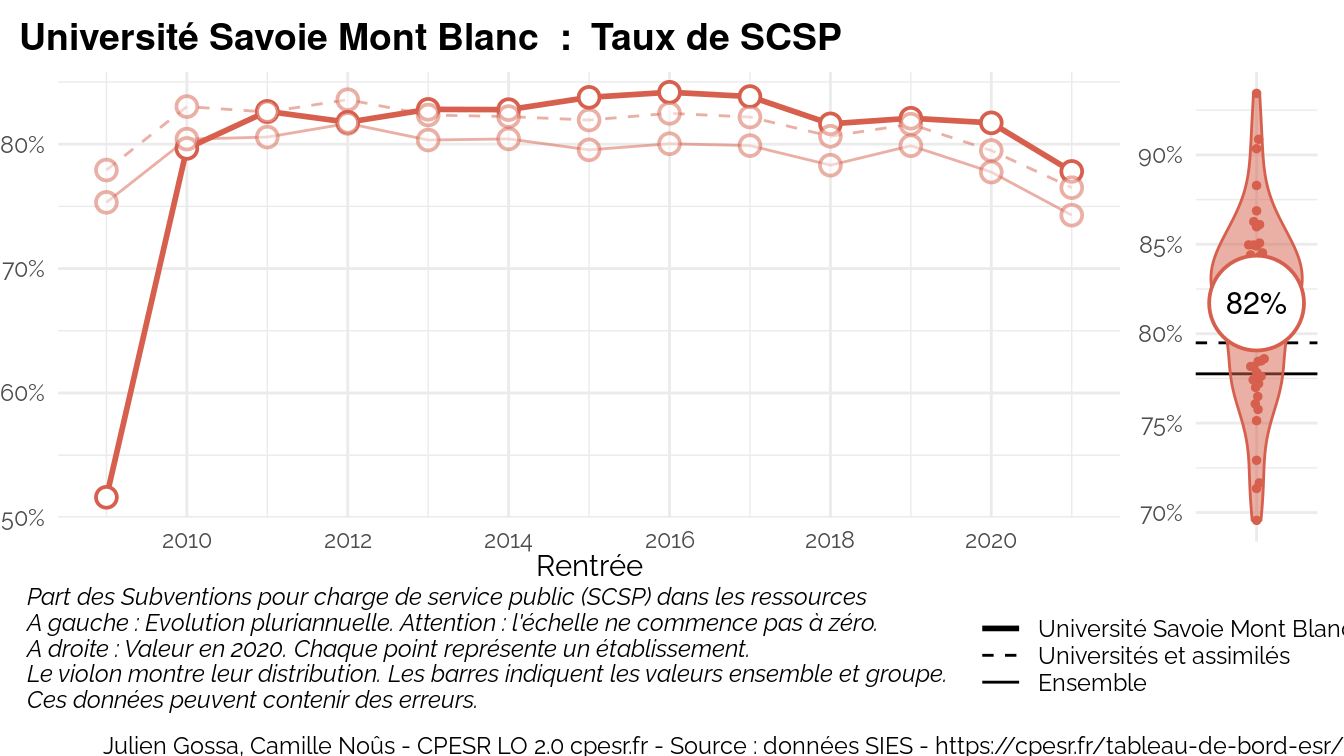 Université Savoie Mont Blanc : Taux de SCSP
80%
70%
60%
50%
2010 2012 2014 2016 2018 2020
Rentrée
90%
85%
80%
75%
70%
82%
Part des Subventions pour charge de service public (SCSP) dans les ressources
A gauche : Evolution pluriannuelle. Attention : l'échelle ne commence pas à zéro.
A droite : Valeur en 2020. Chaque point représente un établissement.
Le violon montre leur distribution. Les barres indiquent les valeurs ensemble et groupe.
Ces données peuvent contenir des erreurs.
Université Savoie Mont Blanc
Universités et assimilés
Ensemble
Julien Gossa, Camille Noûs - CPESR LO 2.0 cpesr.fr - Source : données SIES - https://cpesr.fr/tableau-de-bord-esr/